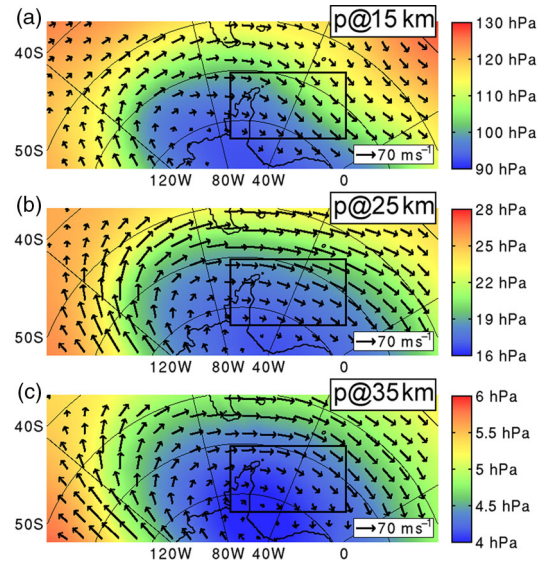 (a)
p@15 km
40S
50S
120W 80W 40W 0
70 ms⁻¹
130 hPa
120 hPa
110 hPa
100 hPa
90 hPa
(b)
p@25 km
40S
50S
120W 80W 40W 0
70 ms⁻¹
28 hPa
25 hPa
22 hPa
19 hPa
16 hPa
(c)
p@35 km
40S
50S
120W 80W 40W 0
70 ms⁻¹
6 hPa
5.5 hPa
5 hPa
4.5 hPa
4 hPa